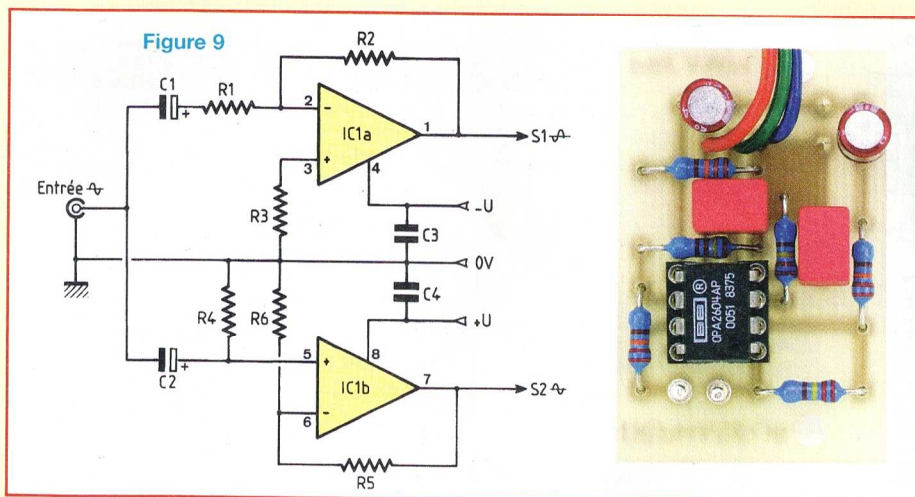 Figure 9
R2
C1
R1
+
2
-
IC1a
1
S1
+
3
4
Entrée
R3
-U
C3
0V
R4
R6
C4
+U
8
C2
+
5
+
IC1b
7
S2
-
6
R5
BB ®
OPA2604AP
0051 8375